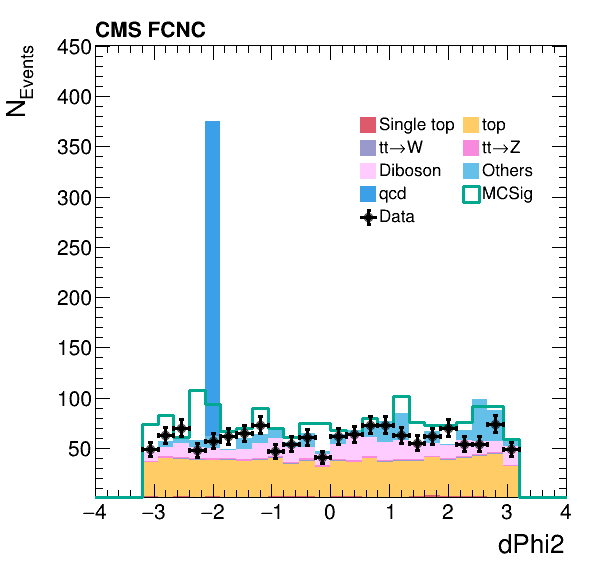 CMS FCNC
N_Events
450
400
350
300
250
200
150
100
50
Single top top
tt→W tt→Z
Diboson Others
qcd MCSig
Data
−4 −3 −2 −1 0 1 2 3 4
dPhi2